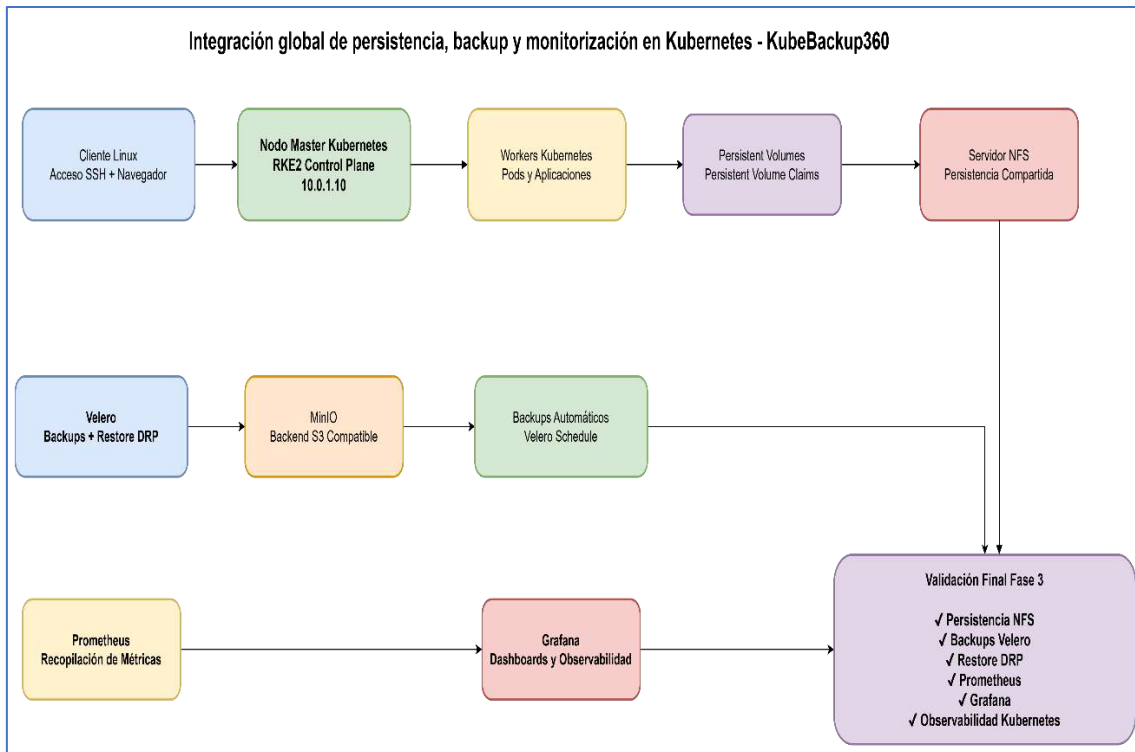 Integración global de persistencia, backup y monitorización en Kubernetes - KubeBackup360
Cliente Linux
Acceso SSH + Navegador
Nodo Master Kubernetes
RKE2 Control Plane
10.0.1.10
Workers Kubernetes
Pods y Aplicaciones
Persistent Volumes
Persistent Volume Claims
Servidor NFS
Persistencia Compartida
Velero
Backups + Restore DRP
MinIO
Backend S3 Compatible
Backups Automáticos
Velero Schedule
Prometheus
Recopilación de Métricas
Grafana
Dashboards y Observabilidad
Validación Final Fase 3
✓ Persistencia NFS
✓ Backups Velero
✓ Restore DRP
✓ Prometheus
✓ Grafana
✓ Observabilidad Kubernetes